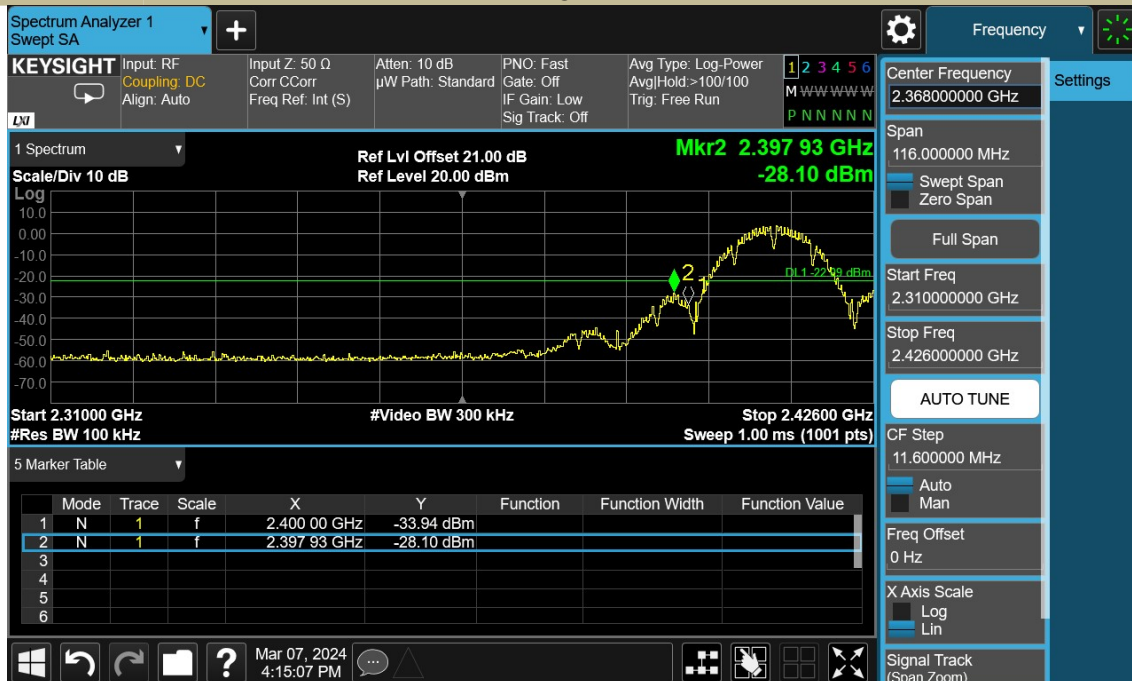 Spectrum Analyzer 1
Swept SA
+
Frequency
KEYSIGHT
LXI
Input: RF
Coupling: DC
Align: Auto
Input Z: 50 Ω
Corr CCorr
Freq Ref: Int (S)
Atten: 10 dB
µW Path: Standard
PNO: Fast
Gate: Off
IF Gain: Low
Sig Track: Off
Avg Type: Log-Power
Avg|Hold:>100/100
Trig: Free Run
1 2 3 4 5 6
M W W W W W
P N N N N N
1 Spectrum
Scale/Div 10 dB
Ref Lvl Offset 21.00 dB
Ref Level 20.00 dBm
Mkr2 2.397 93 GHz
-28.10 dBm
Log
10.0
0.00
-10.0
-20.0
-30.0
-40.0
-50.0
-60.0
-70.0
2
1
DL1 -22.09 dBm
Start 2.31000 GHz
#Res BW 100 kHz
#Video BW 300 kHz
Stop 2.42600 GHz
Sweep 1.00 ms (1001 pts)
5 Marker Table
Mode Trace Scale X Y Function Function Width Function Value
1 N 1 f 2.400 00 GHz -33.94 dBm
2 N 1 f 2.397 93 GHz -28.10 dBm
3
4
5
6
?
Mar 07, 2024
4:15:07 PM
Center Frequency
2.368000000 GHz
Settings
Span
116.000000 MHz
Swept Span
Zero Span
Full Span
Start Freq
2.310000000 GHz
Stop Freq
2.426000000 GHz
AUTO TUNE
CF Step
11.600000 MHz
Auto
Man
Freq Offset
0 Hz
X Axis Scale
Log
Lin
Signal Track
(Span Zoom)